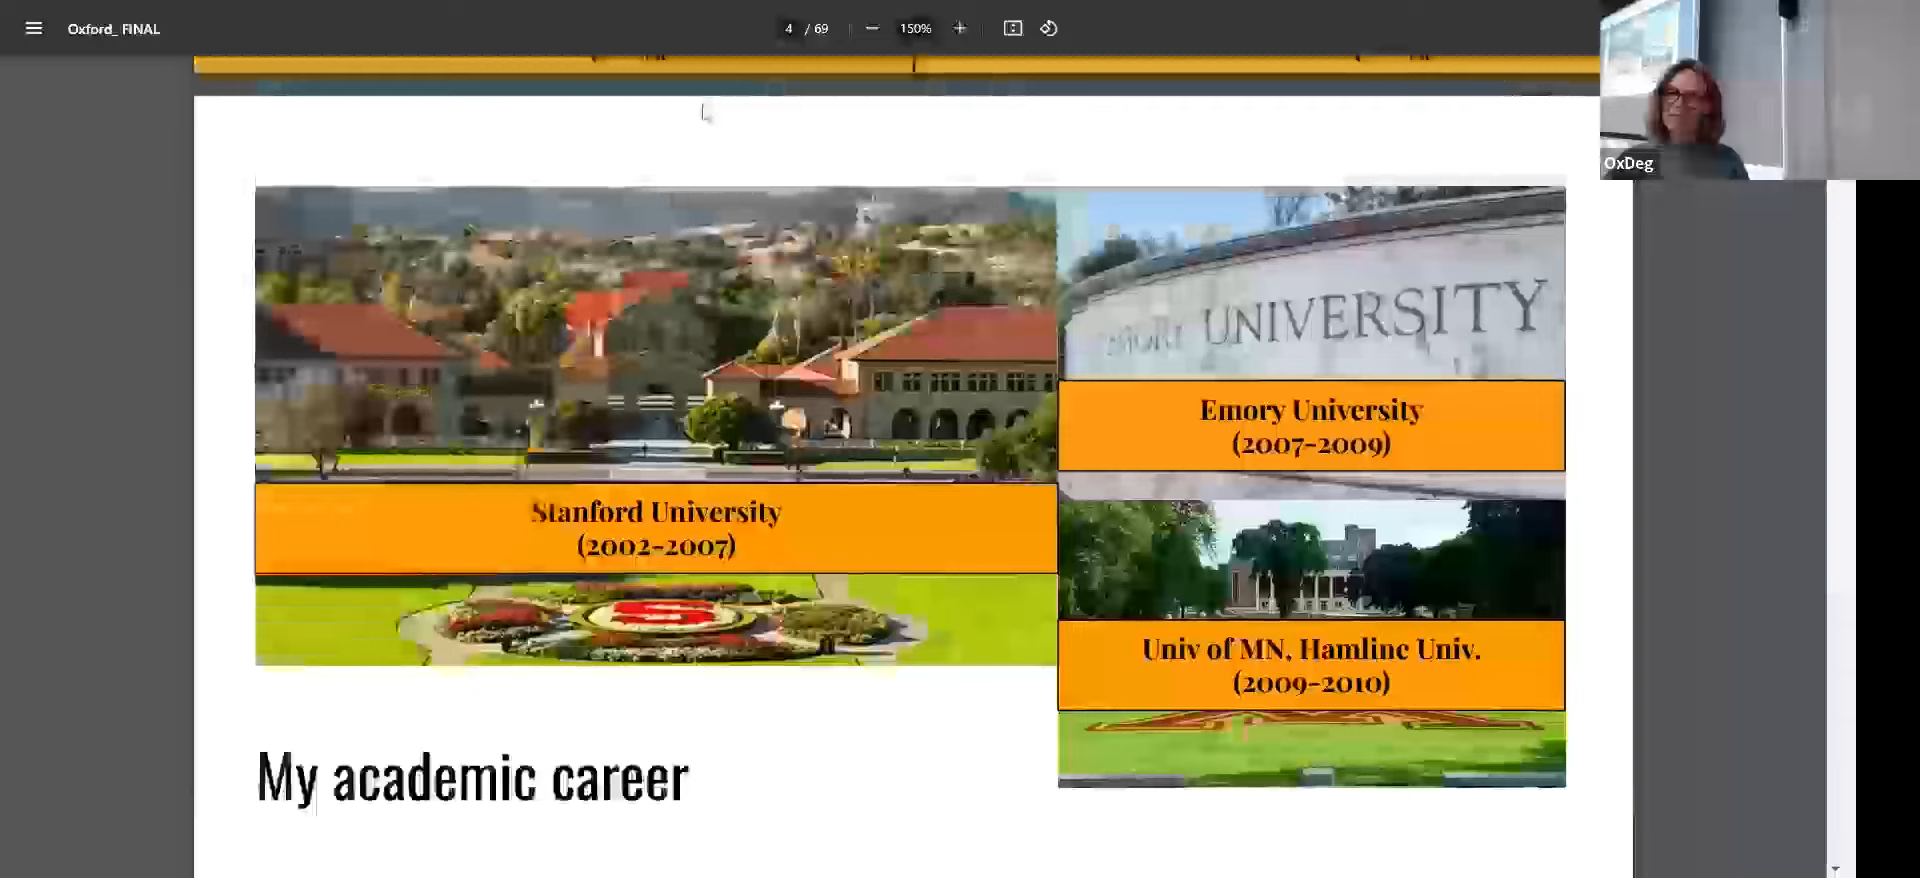 Oxford_ FINAL
4 / 69
150%
OxDeg
EMORY UNIVERSITY
Emory University
(2007-2009)
Stanford University
(2002-2007)
S
Univ of MN, Hamline Univ.
(2009-2010)
My academic career